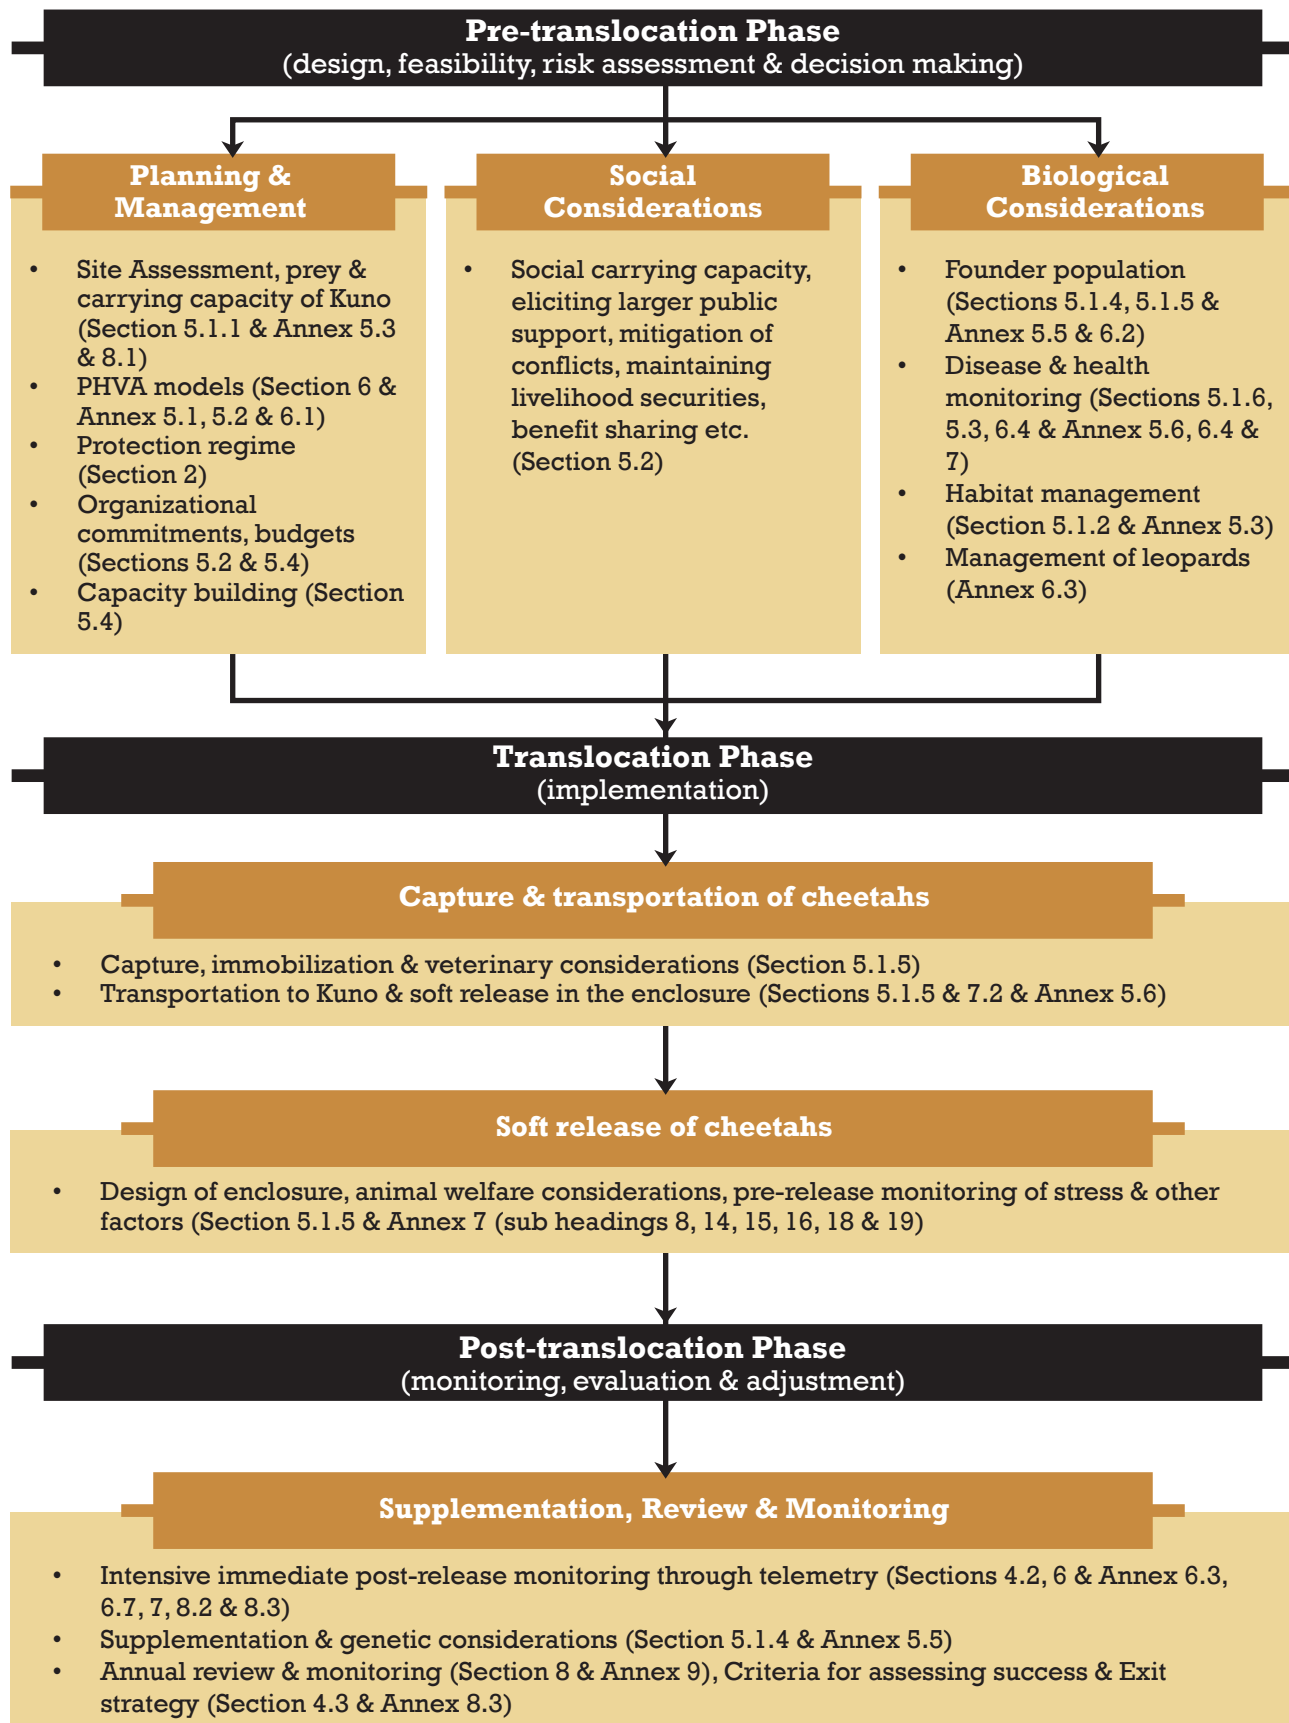 Pre-translocation Phase
(design, feasibility, risk assessment & decision making)
Planning &
Management
• Site Assessment, prey &
carrying capacity of Kuno
(Section 5.1.1 & Annex 5.3
& 8.1)
• PHVA models (Section 6 &
Annex 5.1, 5.2 & 6.1)
• Protection regime
(Section 2)
• Organizational
commitments, budgets
(Sections 5.2 & 5.4)
• Capacity building (Section
5.4)
Social
Considerations
• Social carrying capacity,
eliciting larger public
support, mitigation of
conflicts, maintaining
livelihood securities,
benefit sharing etc.
(Section 5.2)
Biological
Considerations
• Founder population
(Sections 5.1.4, 5.1.5 &
Annex 5.5 & 6.2)
• Disease & health
monitoring (Sections 5.1.6,
5.3, 6.4 & Annex 5.6, 6.4 &
7)
• Habitat management
(Section 5.1.2 & Annex 5.3)
• Management of leopards
(Annex 6.3)
Translocation Phase
(implementation)
Capture & transportation of cheetahs
• Capture, immobilization & veterinary considerations (Section 5.1.5)
• Transportation to Kuno & soft release in the enclosure (Sections 5.1.5 & 7.2 & Annex 5.6)
Soft release of cheetahs
• Design of enclosure, animal welfare considerations, pre-release monitoring of stress & other
factors (Section 5.1.5 & Annex 7 (sub headings 8, 14, 15, 16, 18 & 19)
Post-translocation Phase
(monitoring, evaluation & adjustment)
Supplementation, Review & Monitoring
• Intensive immediate post-release monitoring through telemetry (Sections 4.2, 6 & Annex 6.3,
6.7, 7, 8.2 & 8.3)
• Supplementation & genetic considerations (Section 5.1.4 & Annex 5.5)
• Annual review & monitoring (Section 8 & Annex 9), Criteria for assessing success & Exit
strategy (Section 4.3 & Annex 8.3)